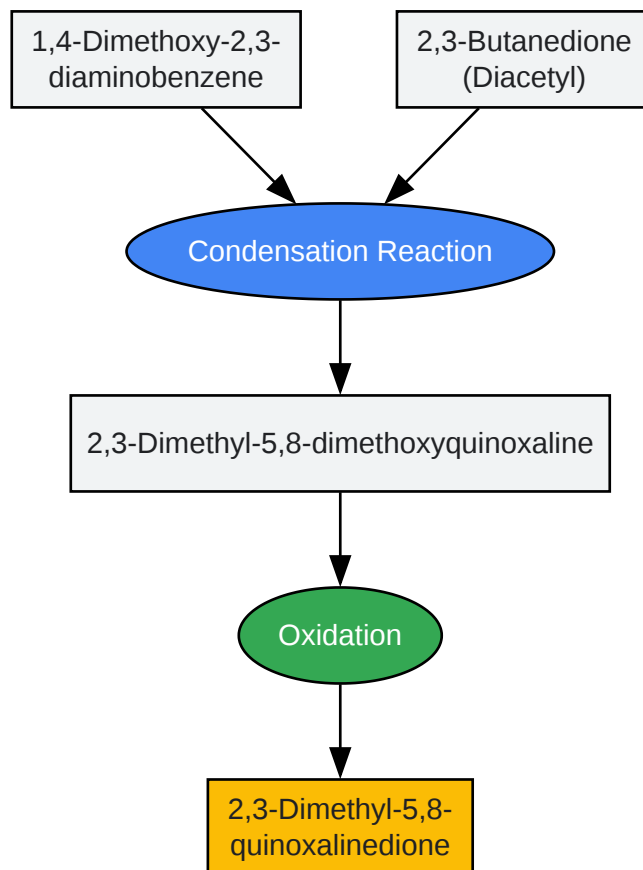 1,4-Dimethoxy-2,3-
diaminobenzene
2,3-Butanedione
(Diacetyl)
Condensation Reaction
2,3-Dimethyl-5,8-dimethoxyquinoxaline
Oxidation
2,3-Dimethyl-5,8-
quinoxalinedione